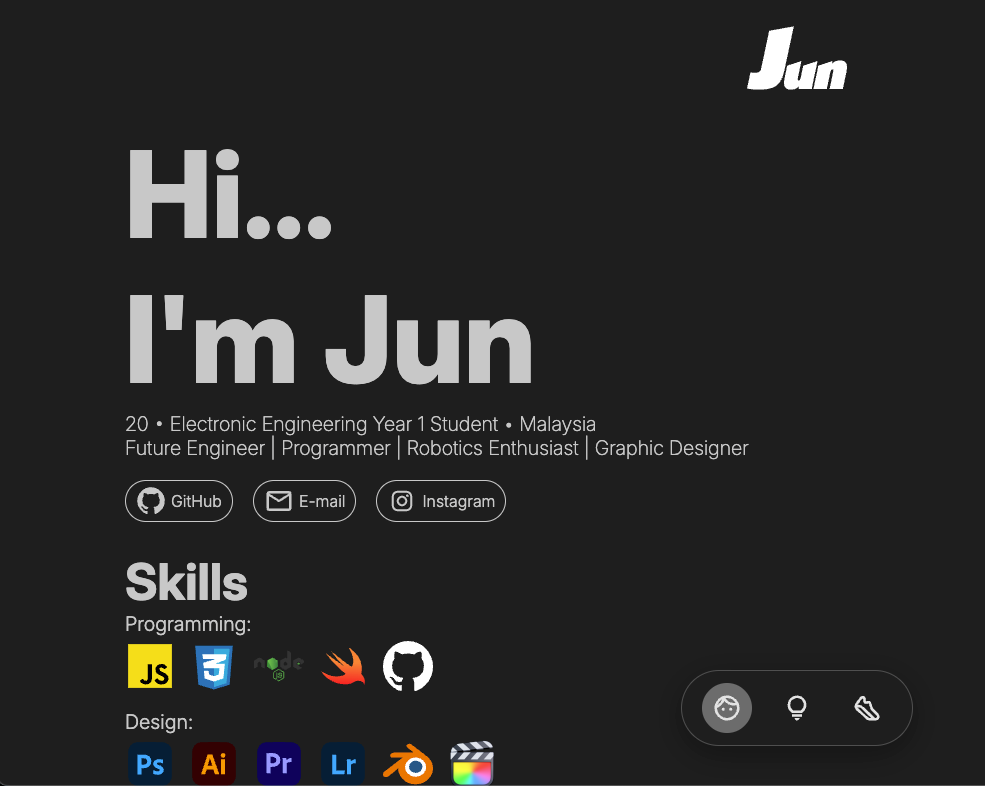 Jun
Hi...
I'm Jun
20 • Electronic Engineering Year 1 Student • Malaysia
Future Engineer | Programmer | Robotics Enthusiast | Graphic Designer
GitHub E-mail Instagram
Skills
Programming:
JS 3 node JS
Design:
Ps Ai Pr Lr